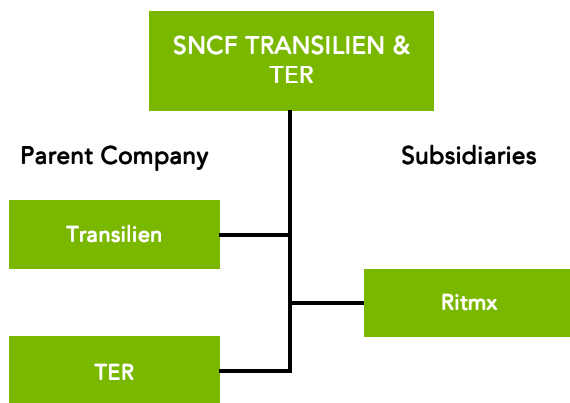 SNCF TRANSILIEN &
TER
Parent Company
Subsidiaries
Transilien
Ritmx
TER